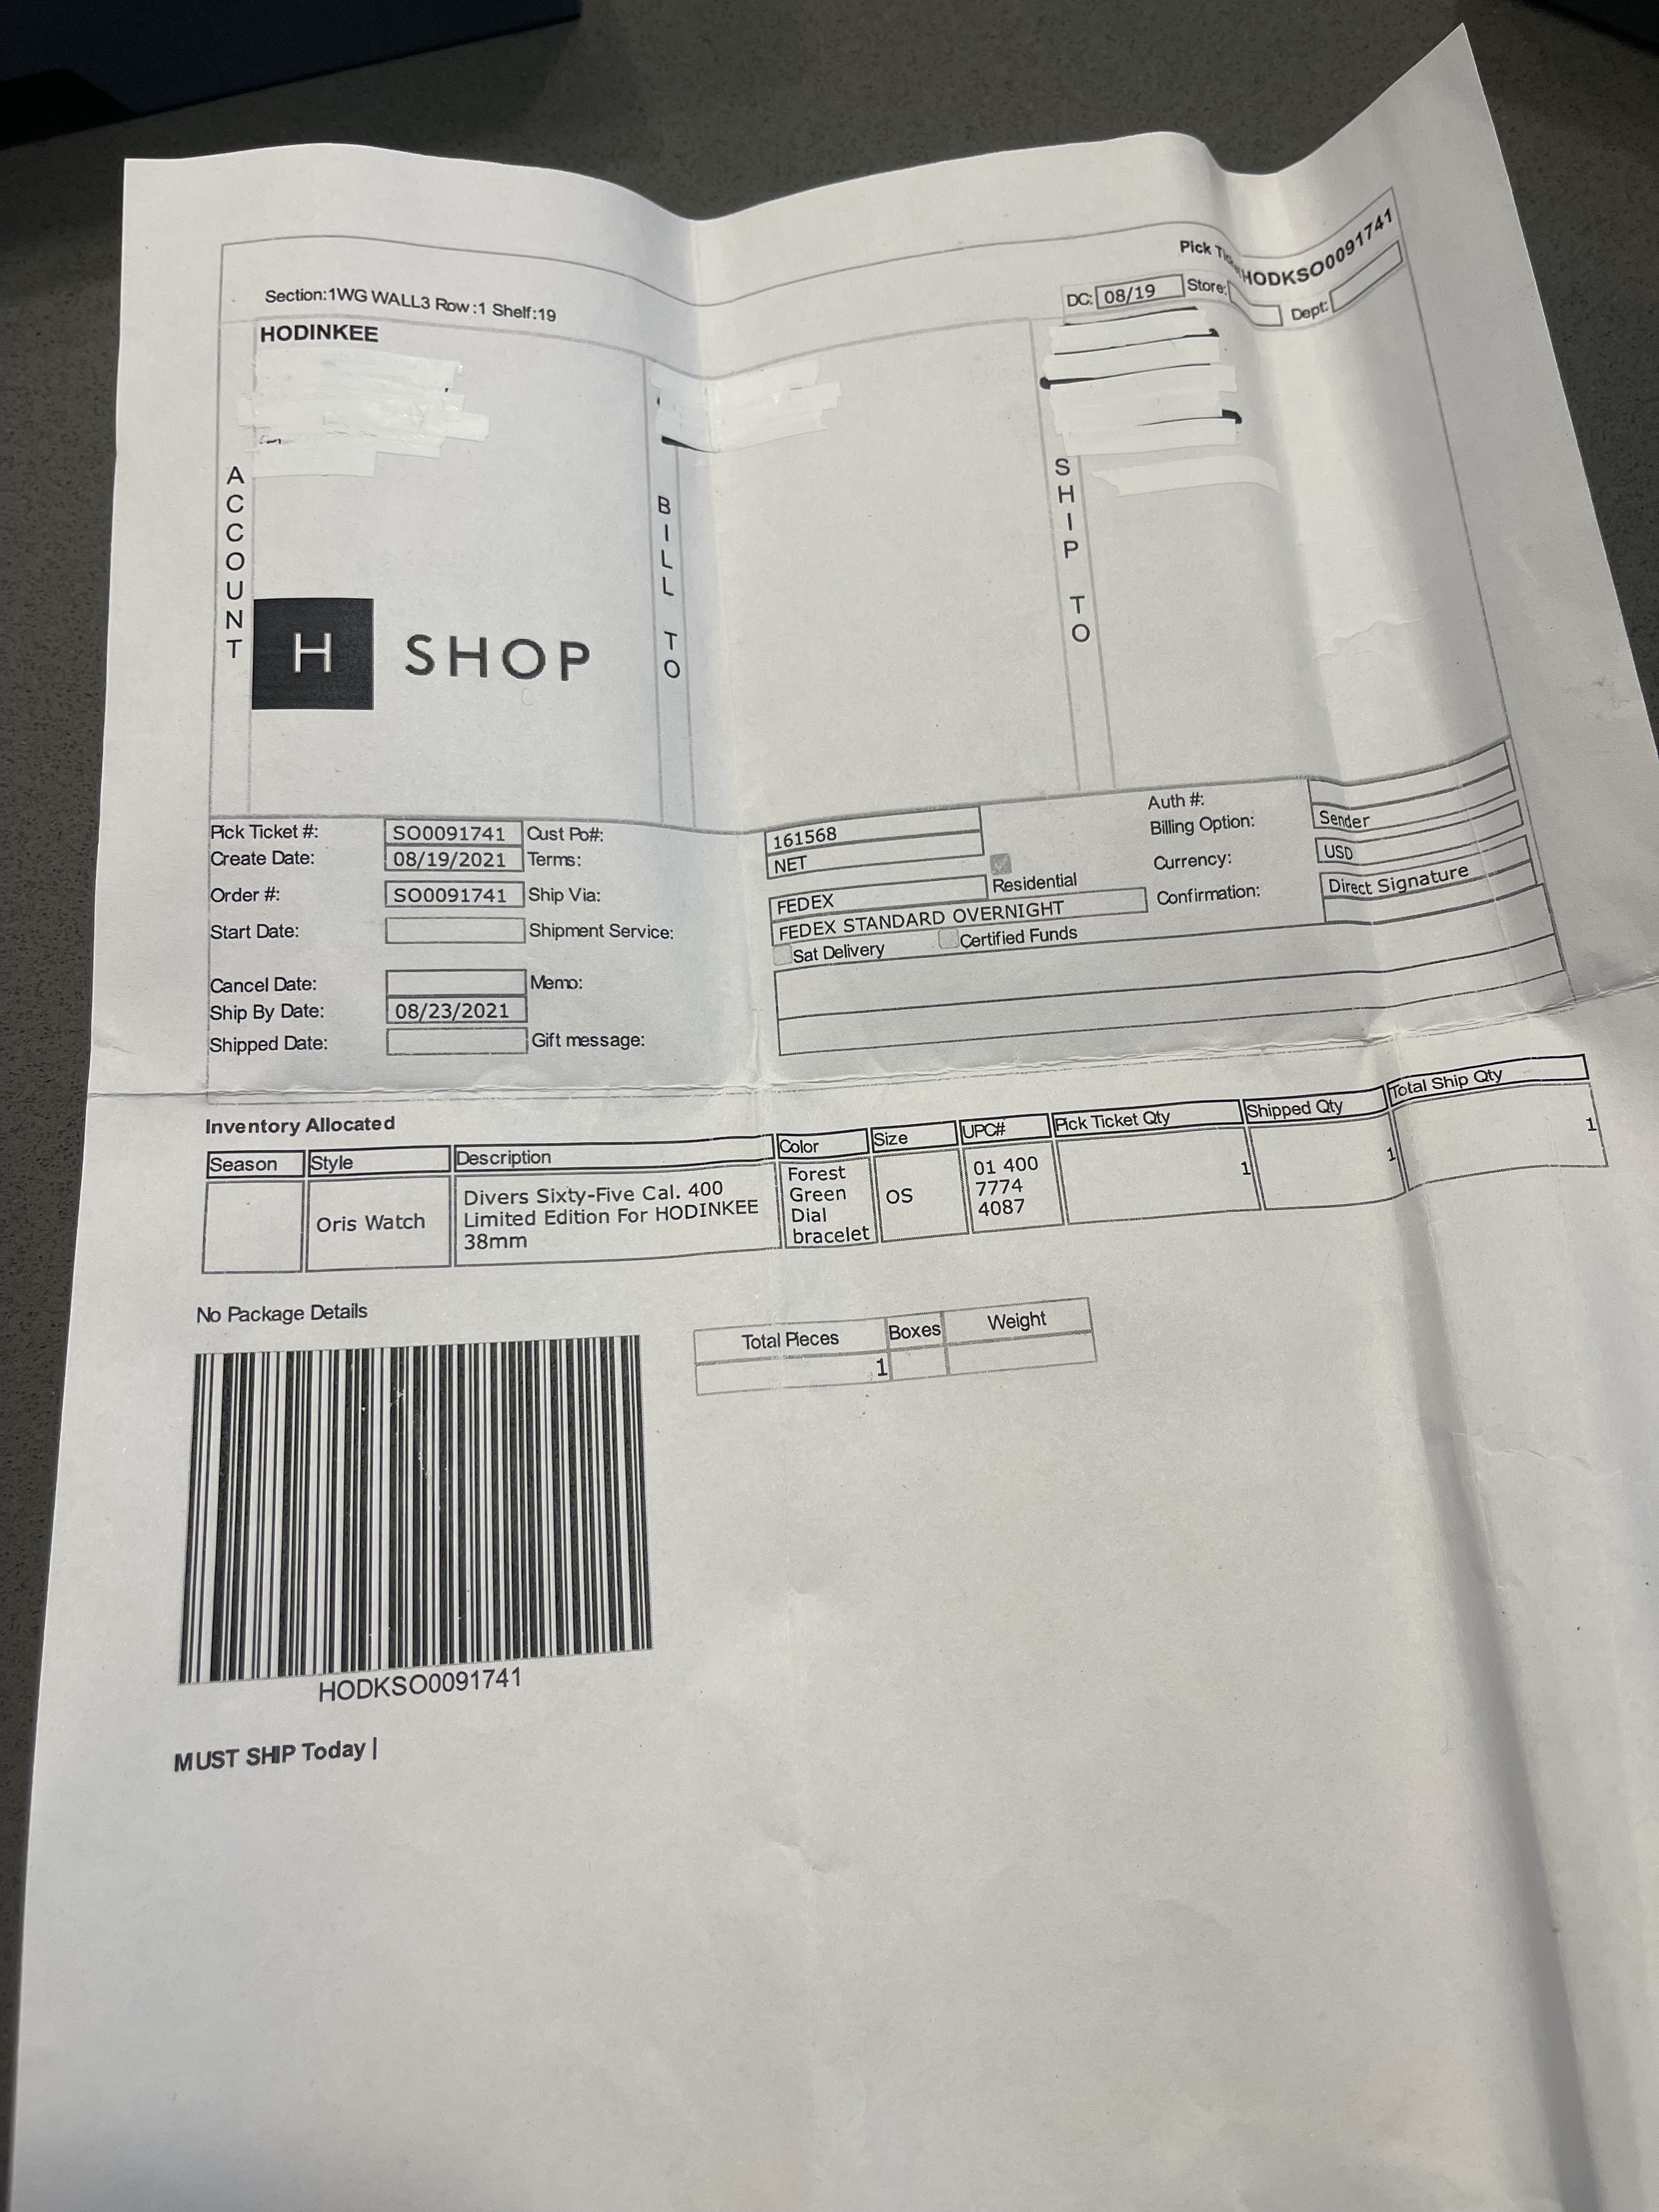 Pick Ticket HODKSO0091741
Section:1WG WALL3 Row:1 Shelf:19
DC: 08/19 Store: Dept:
HODINKEE
ACCOUNT
BILL TO
SHIP TO
H SHOP
Pick Ticket #: SO0091741 Cust Po#: 161568 Auth #:
Create Date: 08/19/2021 Terms: NET Billing Option: Sender
Residential Currency: USD
Order #: SO0091741 Ship Via: FEDEX Confirmation: Direct Signature
Start Date: Shipment Service: FEDEX STANDARD OVERNIGHT
Sat Delivery Certified Funds
Cancel Date: Memo:
Ship By Date: 08/23/2021
Shipped Date: Gift message:
Inventory Allocated
Season Style Description Color Size UPC# Pick Ticket Qty Shipped Qty Total Ship Qty
Oris Watch Divers Sixty-Five Cal. 400 Limited Edition For HODINKEE 38mm Forest Green Dial bracelet OS 01 400 7774 4087 1 1 1
No Package Details
Total Pieces Boxes Weight
1
HODKSO0091741
MUST SHIP Today |